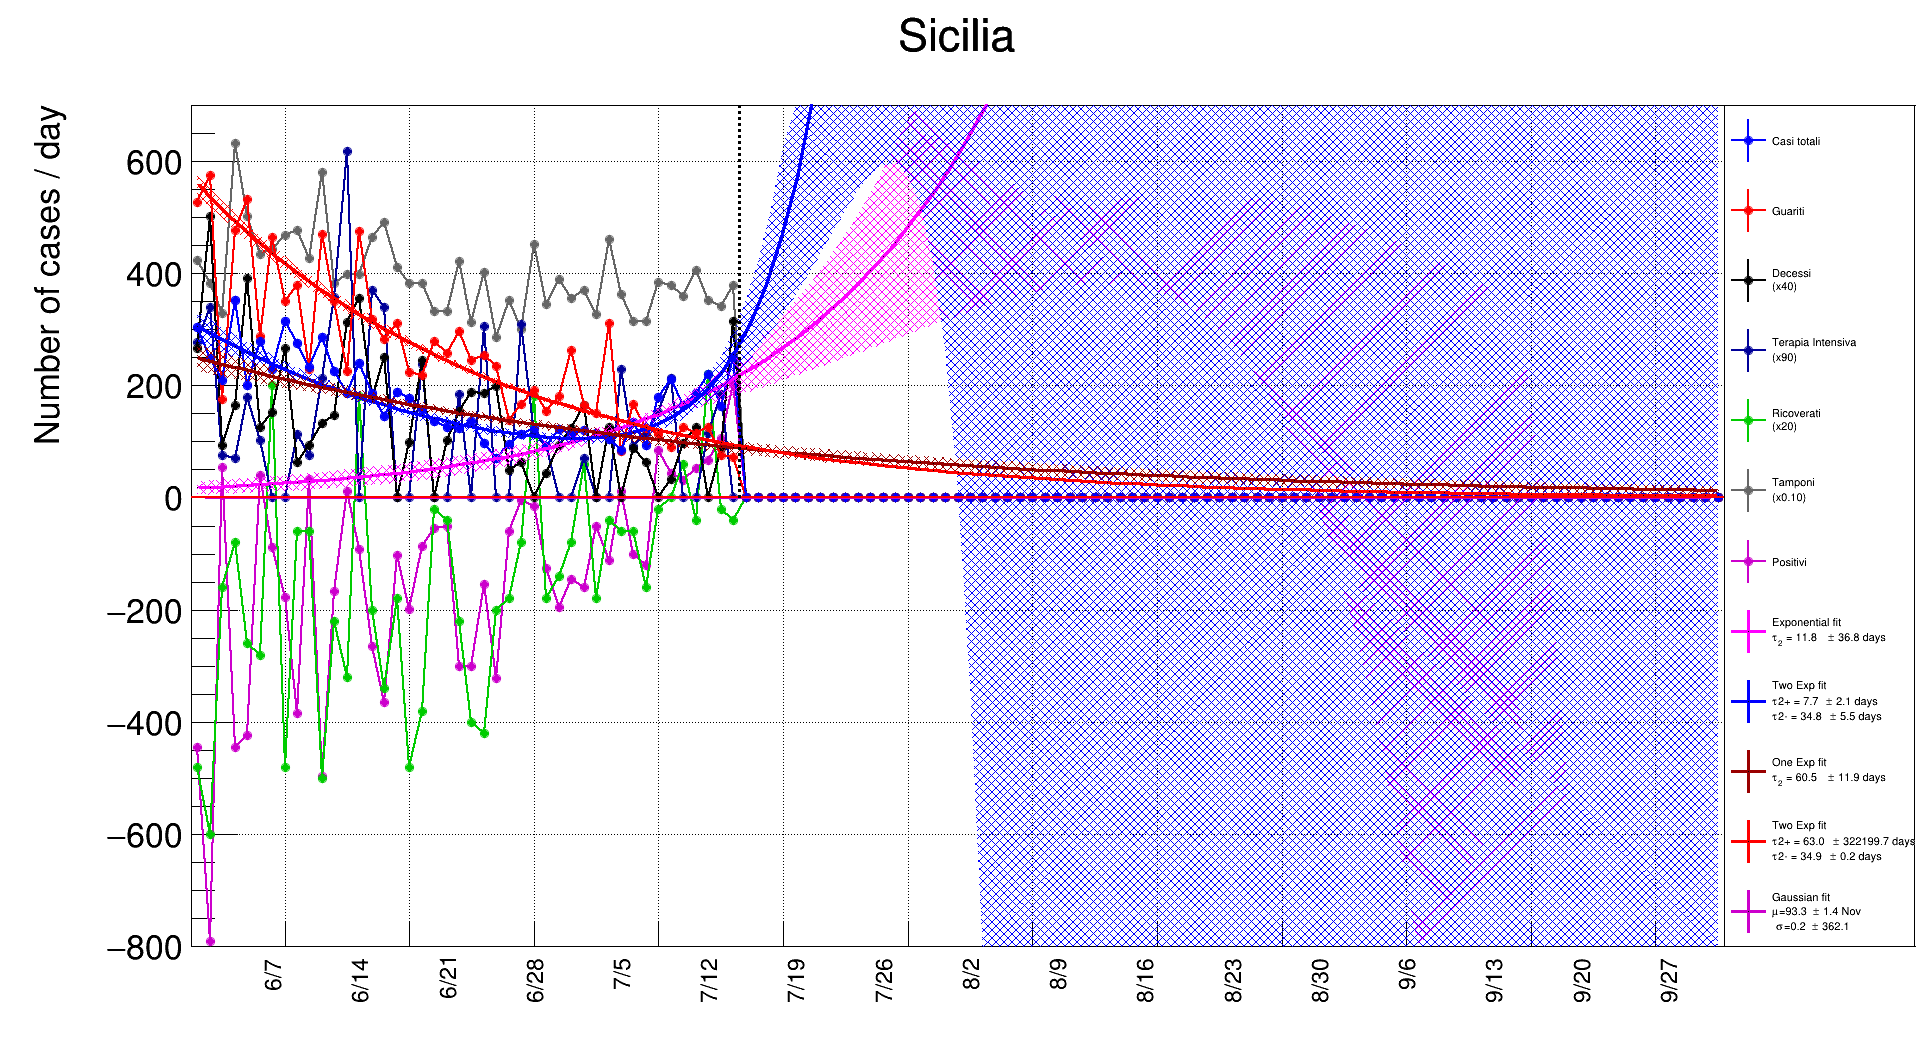 Sicilia
Number of cases / day
600
400
200
0
−200
−400
−600
−800
6/7
6/14
6/21
6/28
7/5
7/12
7/19
7/26
8/2
8/9
8/16
8/23
8/30
9/6
9/13
9/20
9/27
Casi totali
Guariti
Decessi
(x40)
Terapia Intensiva
(x90)
Ricoverati
(x20)
Tamponi
(x0.10)
Positivi
Exponential fit
τ2 = 11.8 ± 36.8 days
Two Exp fit
τ2+ = 7.7 ± 2.1 days
τ2- = 34.8 ± 5.5 days
One Exp fit
τ2 = 60.5 ± 11.9 days
Two Exp fit
τ2+ = 63.0 ± 322199.7 days
τ2- = 34.9 ± 0.2 days
Gaussian fit
μ=93.3 ± 1.4 Nov
σ=0.2 ± 362.1